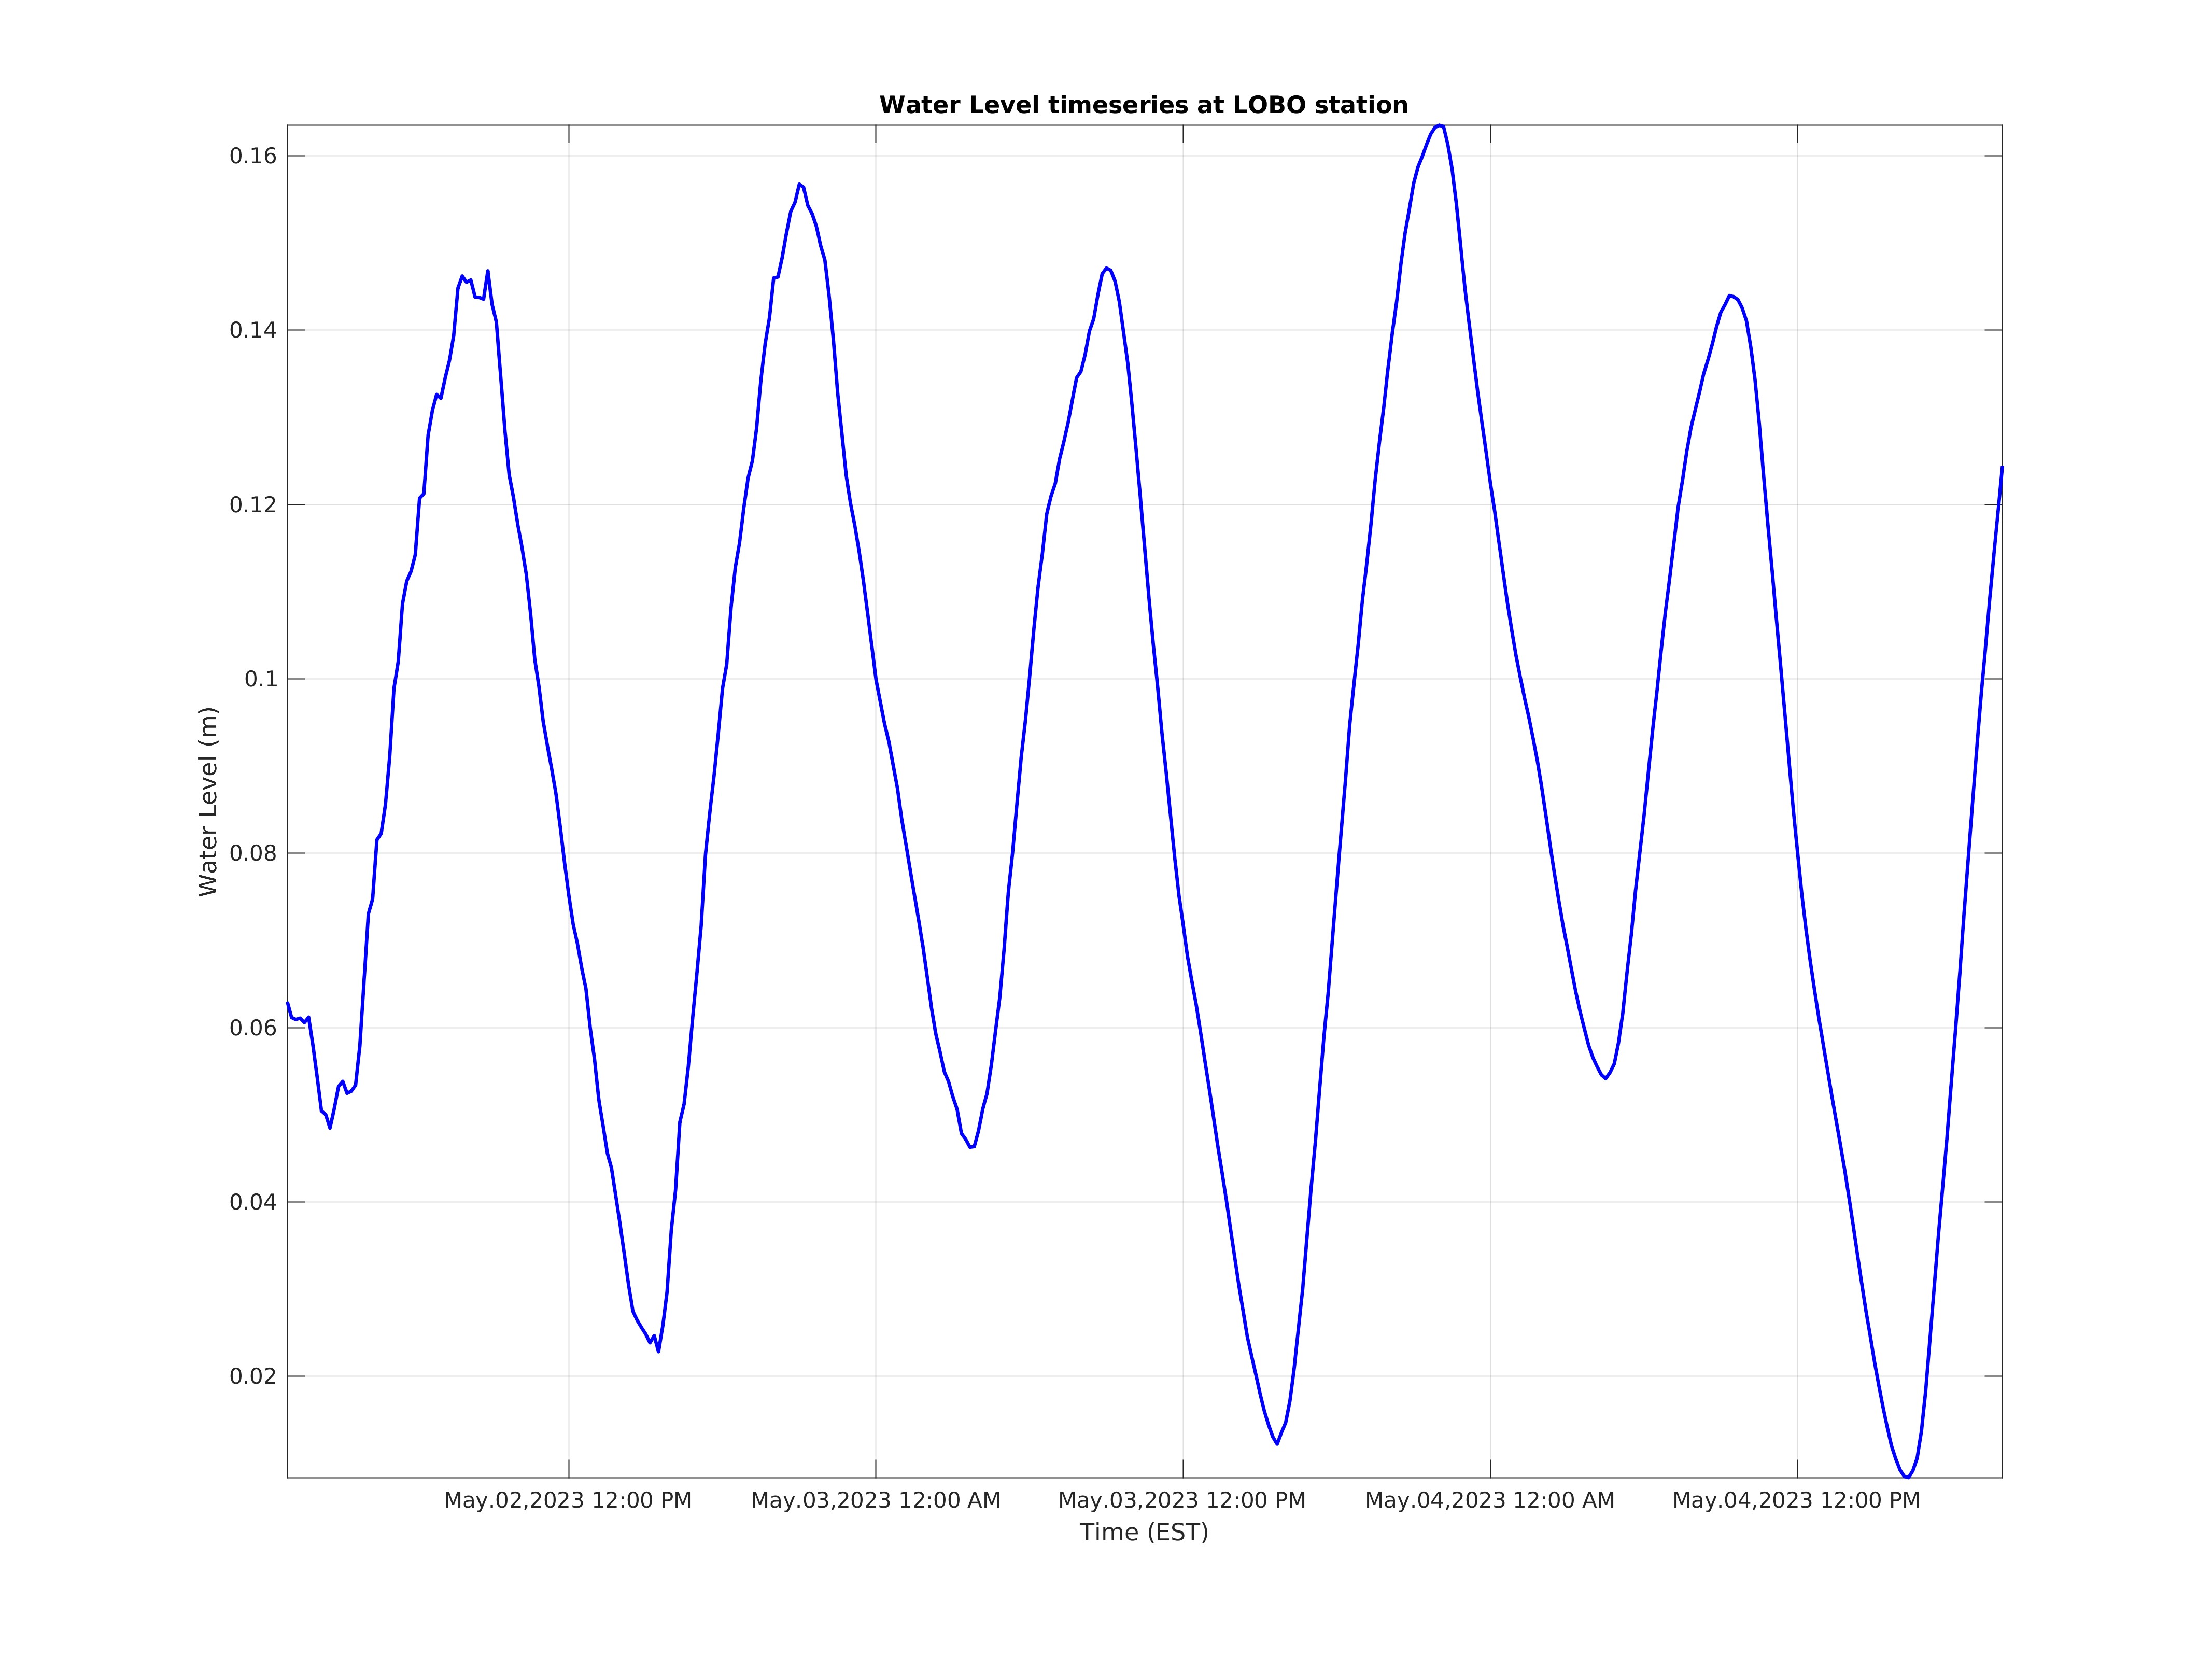 Water Level timeseries at LOBO station
0.16
0.14
0.12
0.1
0.08
0.06
0.04
0.02
Water Level (m)
May.02,2023 12:00 PM
May.03,2023 12:00 AM
May.03,2023 12:00 PM
May.04,2023 12:00 AM
May.04,2023 12:00 PM
Time (EST)